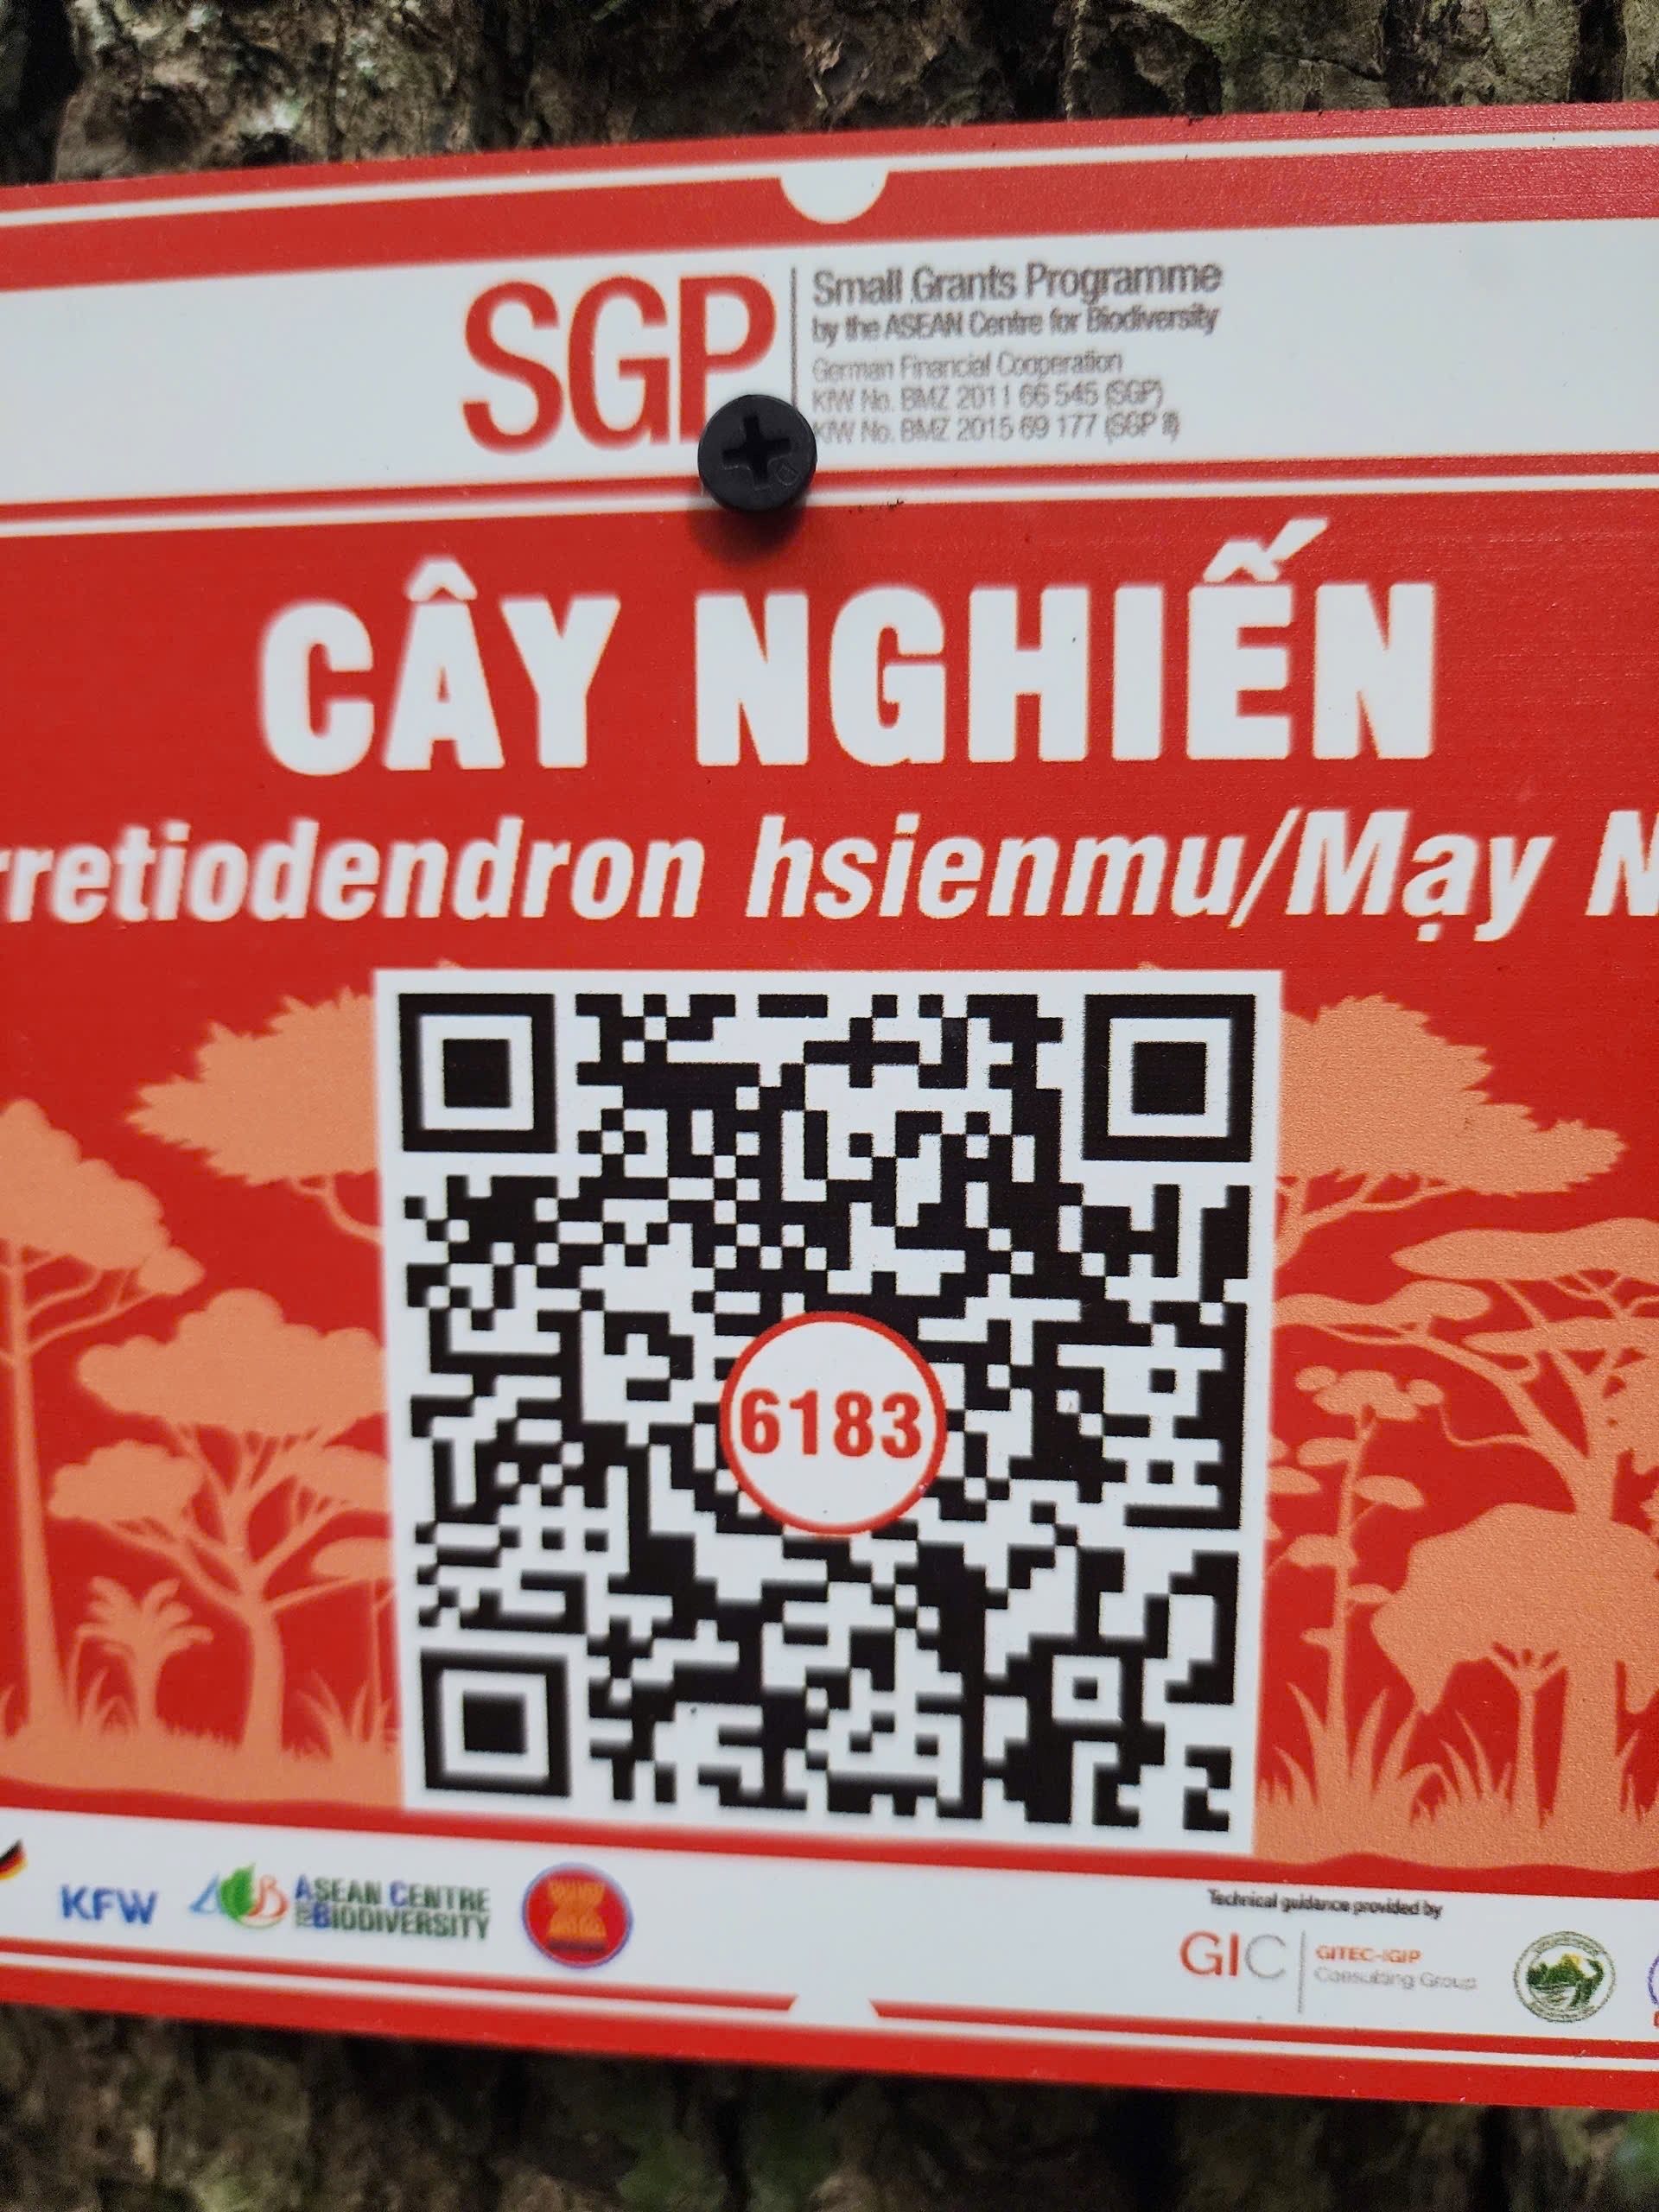 SGP
Small Grants Programme
by the ASEAN Centre for Biodiversity
German Financial Cooperation
KfW No. BMZ 2011 66 545 (SGP)
KfW No. BMZ 2015 69 177 (SGP II)
CÂY NGHIẾN
rretiodendron hsienmu/Mạy N
6183
KFW
ACB
ASEAN CENTRE
FOR BIODIVERSITY
Technical guidance provided by
GIC
GITEC-IGIP
Consulting Group